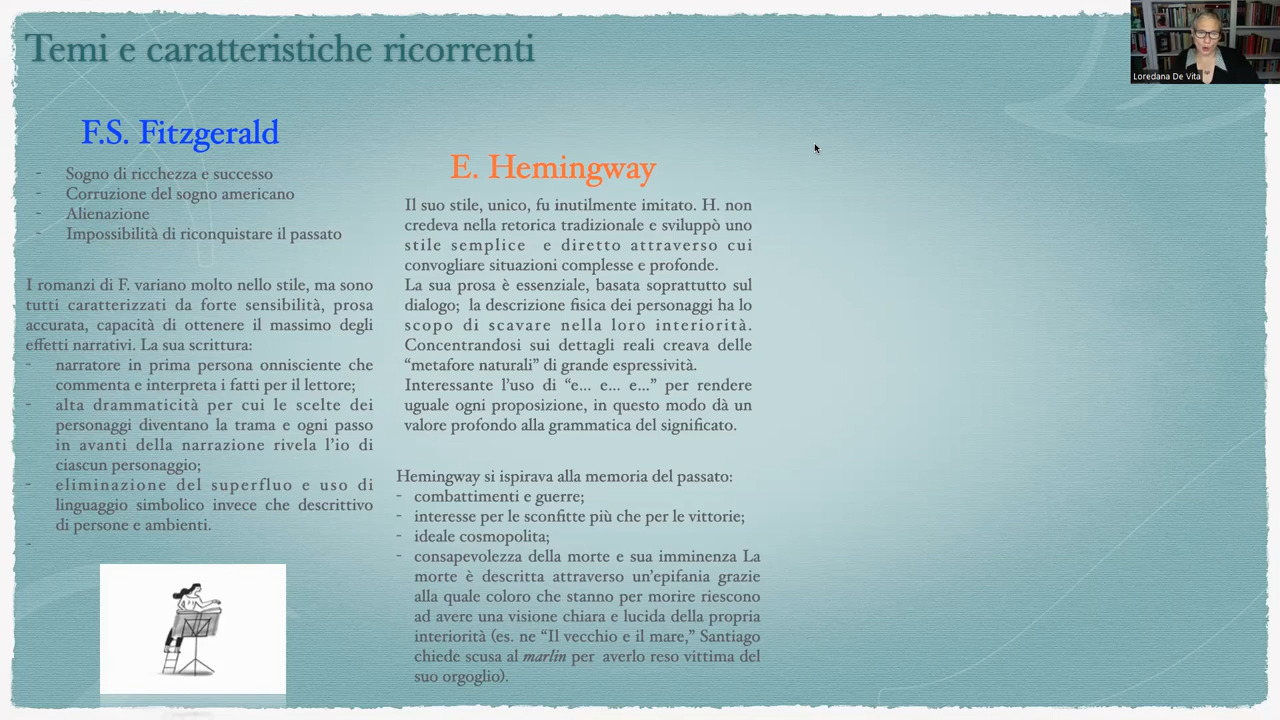 Temi e caratteristiche ricorrenti
Loredana De Vita
F.S. Fitzgerald
- Sogno di ricchezza e successo
- Corruzione del sogno americano
- Alienazione
- Impossibilità di riconquistare il passato
I romanzi di F. variano molto nello stile, ma sono
tutti caratterizzati da forte sensibilità, prosa
accurata, capacità di ottenere il massimo degli
effetti narrativi. La sua scrittura:
- narratore in prima persona onnisciente che
commenta e interpreta i fatti per il lettore;
- alta drammaticità per cui le scelte dei
personaggi diventano la trama e ogni passo
in avanti della narrazione rivela l'io di
ciascun personaggio;
- eliminazione del superfluo e uso di
linguaggio simbolico invece che descrittivo
di persone e ambienti.
-
E. Hemingway
Il suo stile, unico, fu inutilmente imitato. H. non
credeva nella retorica tradizionale e sviluppò uno
stile semplice e diretto attraverso cui
convogliare situazioni complesse e profonde.
La sua prosa è essenziale, basata soprattutto sul
dialogo; la descrizione fisica dei personaggi ha lo
scopo di scavare nella loro interiorità.
Concentrandosi sui dettagli reali creava delle
“metafore naturali” di grande espressività.
Interessante l'uso di “e... e... e...” per rendere
uguale ogni proposizione, in questo modo dà un
valore profondo alla grammatica del significato.
Hemingway si ispirava alla memoria del passato:
- combattimenti e guerre;
- interesse per le sconfitte più che per le vittorie;
- ideale cosmopolita;
- consapevolezza della morte e sua imminenza La
morte è descritta attraverso un'epifania grazie
alla quale coloro che stanno per morire riescono
ad avere una visione chiara e lucida della propria
interiorità (es. ne “Il vecchio e il mare,” Santiago
chiede scusa al marlin per averlo reso vittima del
suo orgoglio).